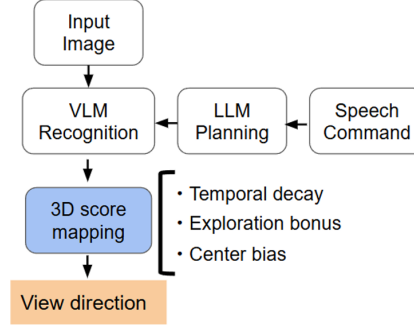 Input
Image
VLM
Recognition
LLM
Planning
Speech
Command
3D score
mapping
・Temporal decay
・Exploration bonus
・Center bias
View direction